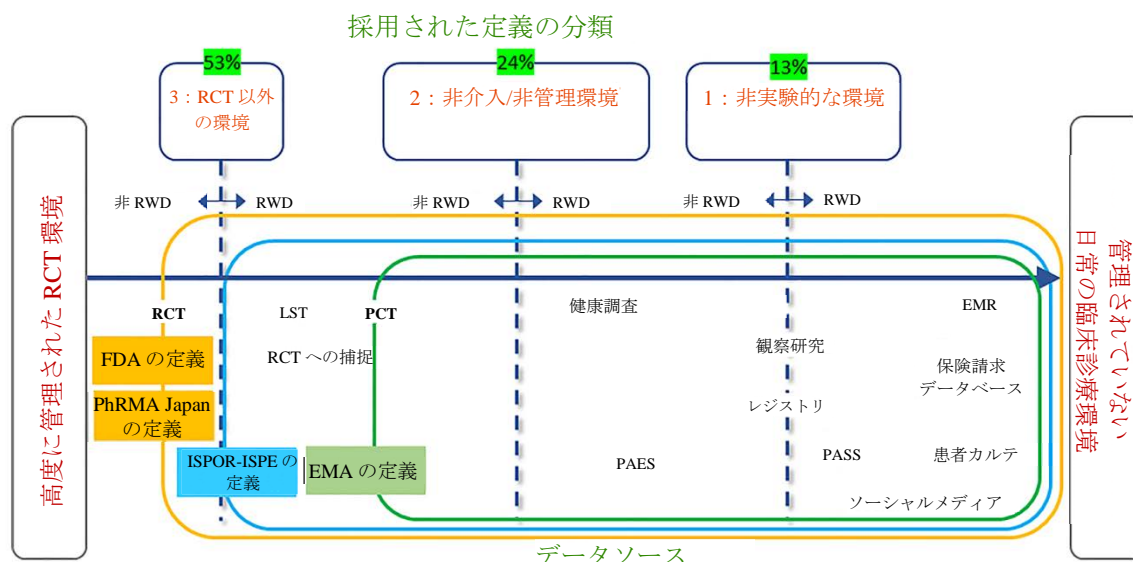 採用された定義の分類
53%
24%
13%
3：RCT 以外
の環境
2：非介入/非管理環境
1：非実験的な環境
非 RWD
RWD
非 RWD
RWD
非 RWD
RWD
高度に管理された RCT 環境
管理されていない
日常の臨床診療環境
RCT
LST
PCT
健康調査
EMR
FDA の定義
RCT への捕捉
観察研究
保険請求
データベース
PhRMA Japan
の定義
レジストリ
ISPOR-ISPE の
定義
EMA の定義
PAES
PASS
患者カルテ
ソーシャルメディア
データソース